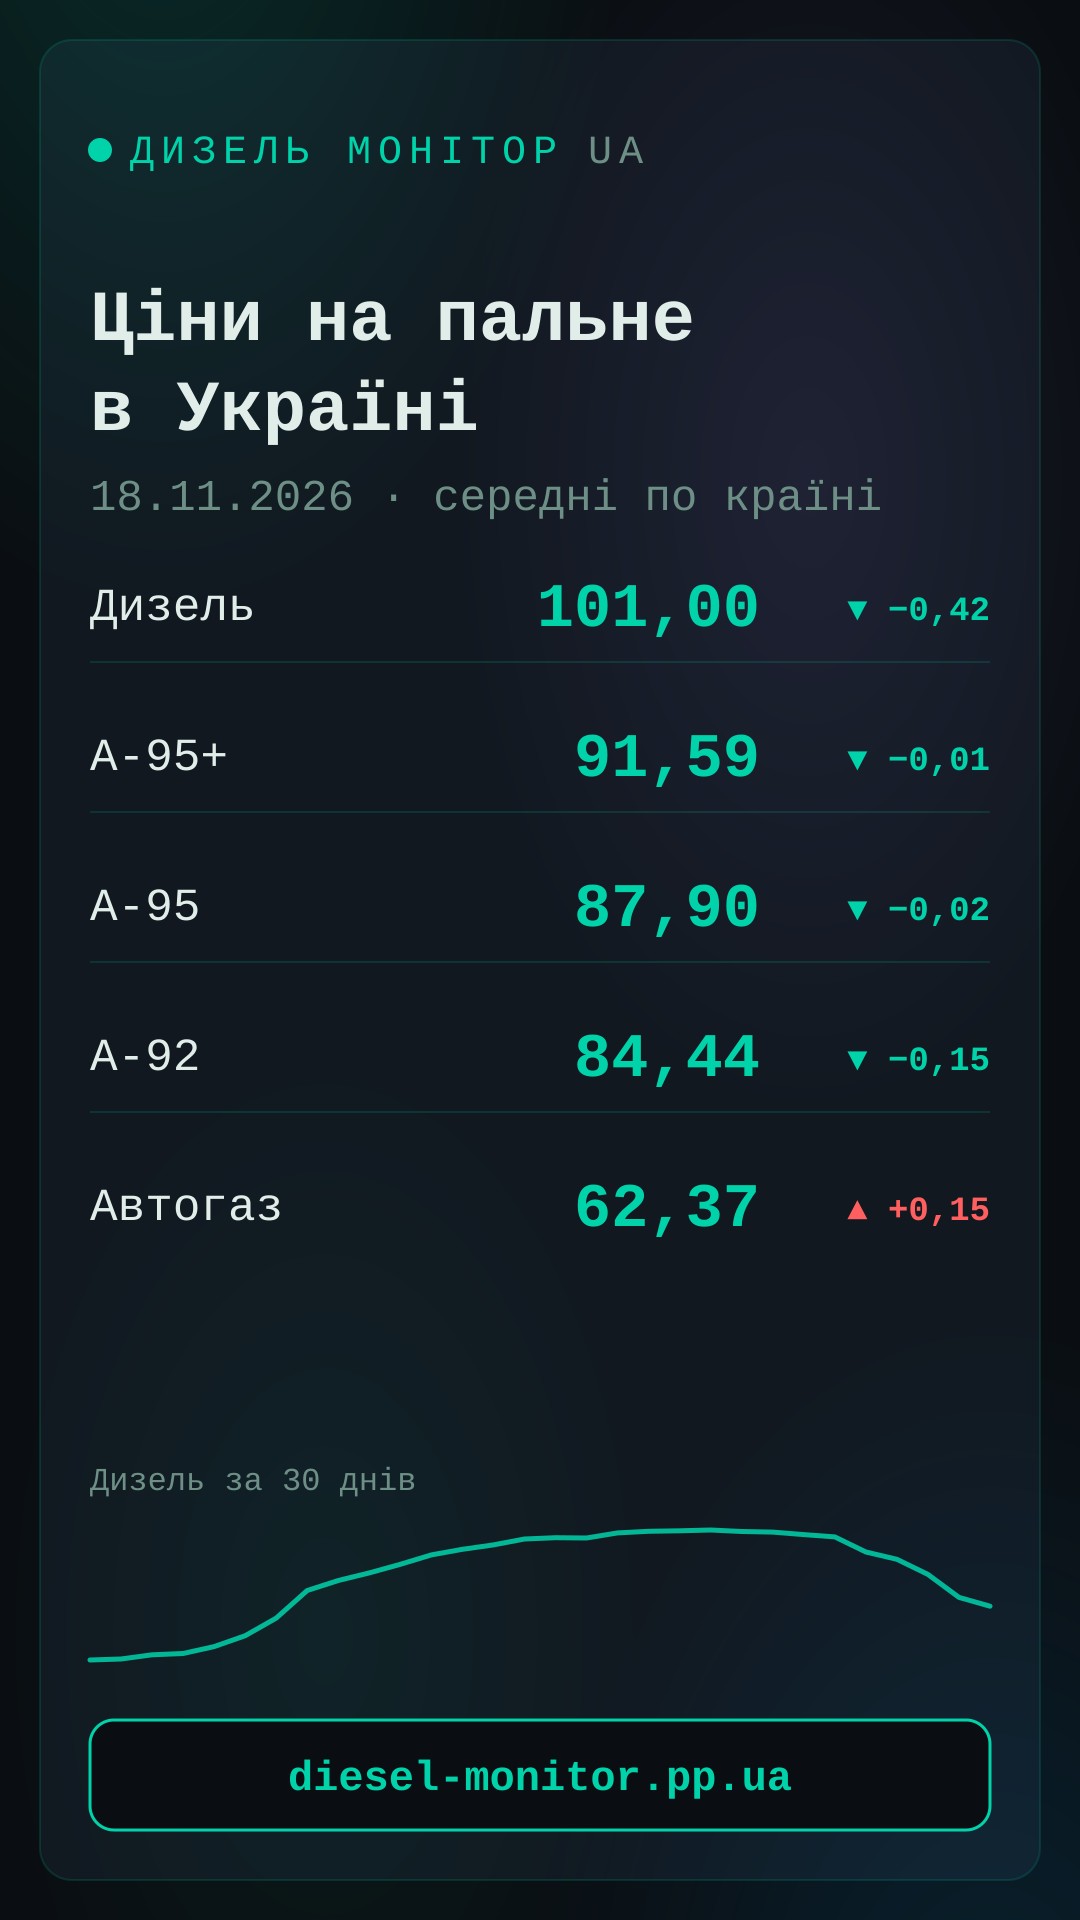 ДИЗЕЛЬ МОНІТОР UA
Ціни на пальне
в Україні
18.11.2026 · середні по країні
Дизель 101,00 ▼ −0,42
А-95+ 91,59 ▼ −0,01
А-95 87,90 ▼ −0,02
А-92 84,44 ▼ −0,15
Автогаз 62,37 ▲ +0,15
Дизель за 30 днів
diesel-monitor.pp.ua